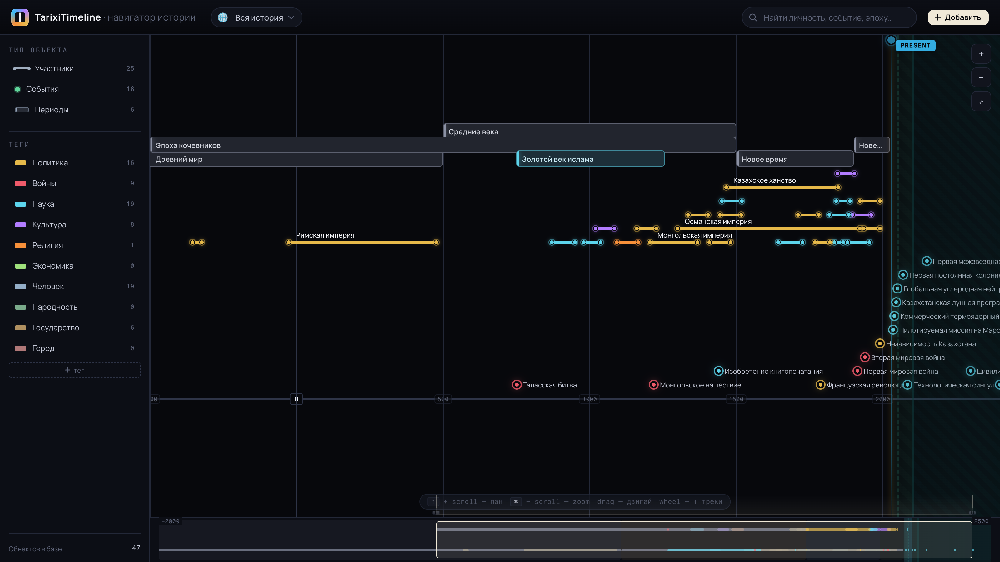 TarixiTimeline · навигатор истории
Вся история
Найти личность, событие, эпоху...
+ Добавить
ТИП ОБЪЕКТА
Участники 25
События 16
Периоды 6
ТЕГИ
Политика 16
Войны 9
Наука 19
Культура 8
Религия 1
Экономика 0
Человек 19
Народность 0
Государство 6
Город 0
+ тег
Объектов в базе 47
PRESENT
+
−
Средние века
Эпоха кочевников
Нове...
Древний мир
Золотой век ислама
Новое время
Казахское ханство
Османская империя
Римская империя
Монгольская империя
Первая межзвёздная
Первая постоянная колония
Глобальная углеродная нейтр
Казахстанская лунная програ
Коммерческий термоядерный
Пилотируемая миссия на Марс
Независимость Казахстана
Вторая мировая война
Изобретение книгопечатания
Первая мировая война
Цивили
Таласская битва
Монгольское нашествие
Французская революци
Технологическая сингул
00
0
500
1000
1500
2000
⇧ + scroll — пан ⌘ + scroll — zoom drag — двигай wheel — ↕ треки
−2000
2500